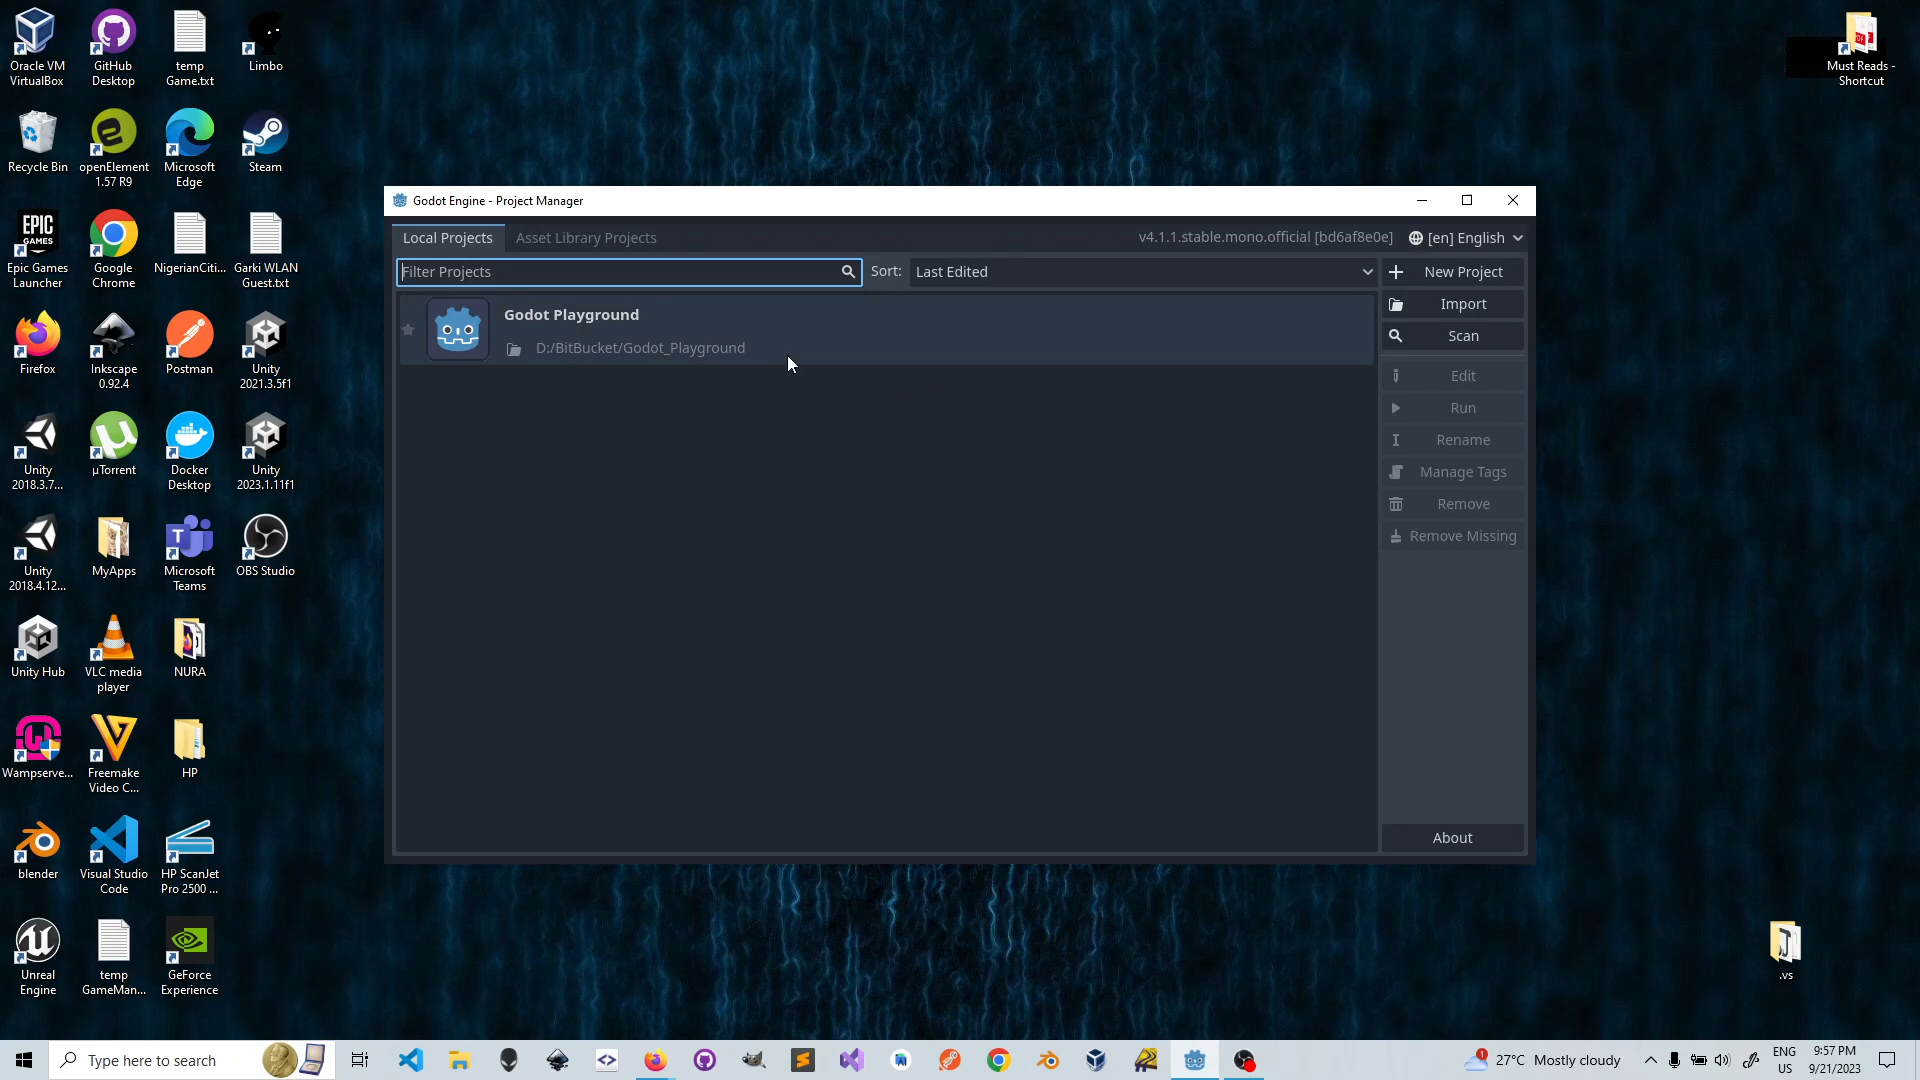 Oracle VM
VirtualBox
GitHub
Desktop
temp
Game.txt
Limbo
Must Reads -
Shortcut
Recycle Bin
openElement
1.57 R9
Microsoft
Edge
Steam
Godot Engine - Project Manager
Local Projects
Asset Library Projects
v4.1.1.stable.mono.official [bd6af8e0e]
[en] English
EPIC
GAMES
Epic Games
Launcher
Google
Chrome
NigerianCiti...
Garki WLAN
Guest.txt
Filter Projects
Sort:
Last Edited
New Project
Import
Scan
Godot Playground
D:/BitBucket/Godot_Playground
Firefox
Inkscape
0.92.4
Postman
Unity
2021.3.5f1
Edit
Run
Rename
Manage Tags
Remove
Remove Missing
Unity
2018.3.7...
µTorrent
Docker
Desktop
Unity
2023.1.11f1
Unity
2018.4.12...
MyApps
Microsoft
Teams
OBS Studio
Unity Hub
VLC media
player
NURA
Wampserve...
Freemake
Video C...
HP
About
blender
Visual Studio
Code
HP ScanJet
Pro 2500 ...
Unreal
Engine
temp
GameMan...
GeForce
Experience
.vs
Type here to search
1
27°C Mostly cloudy
ENG
US
9:57 PM
9/21/2023